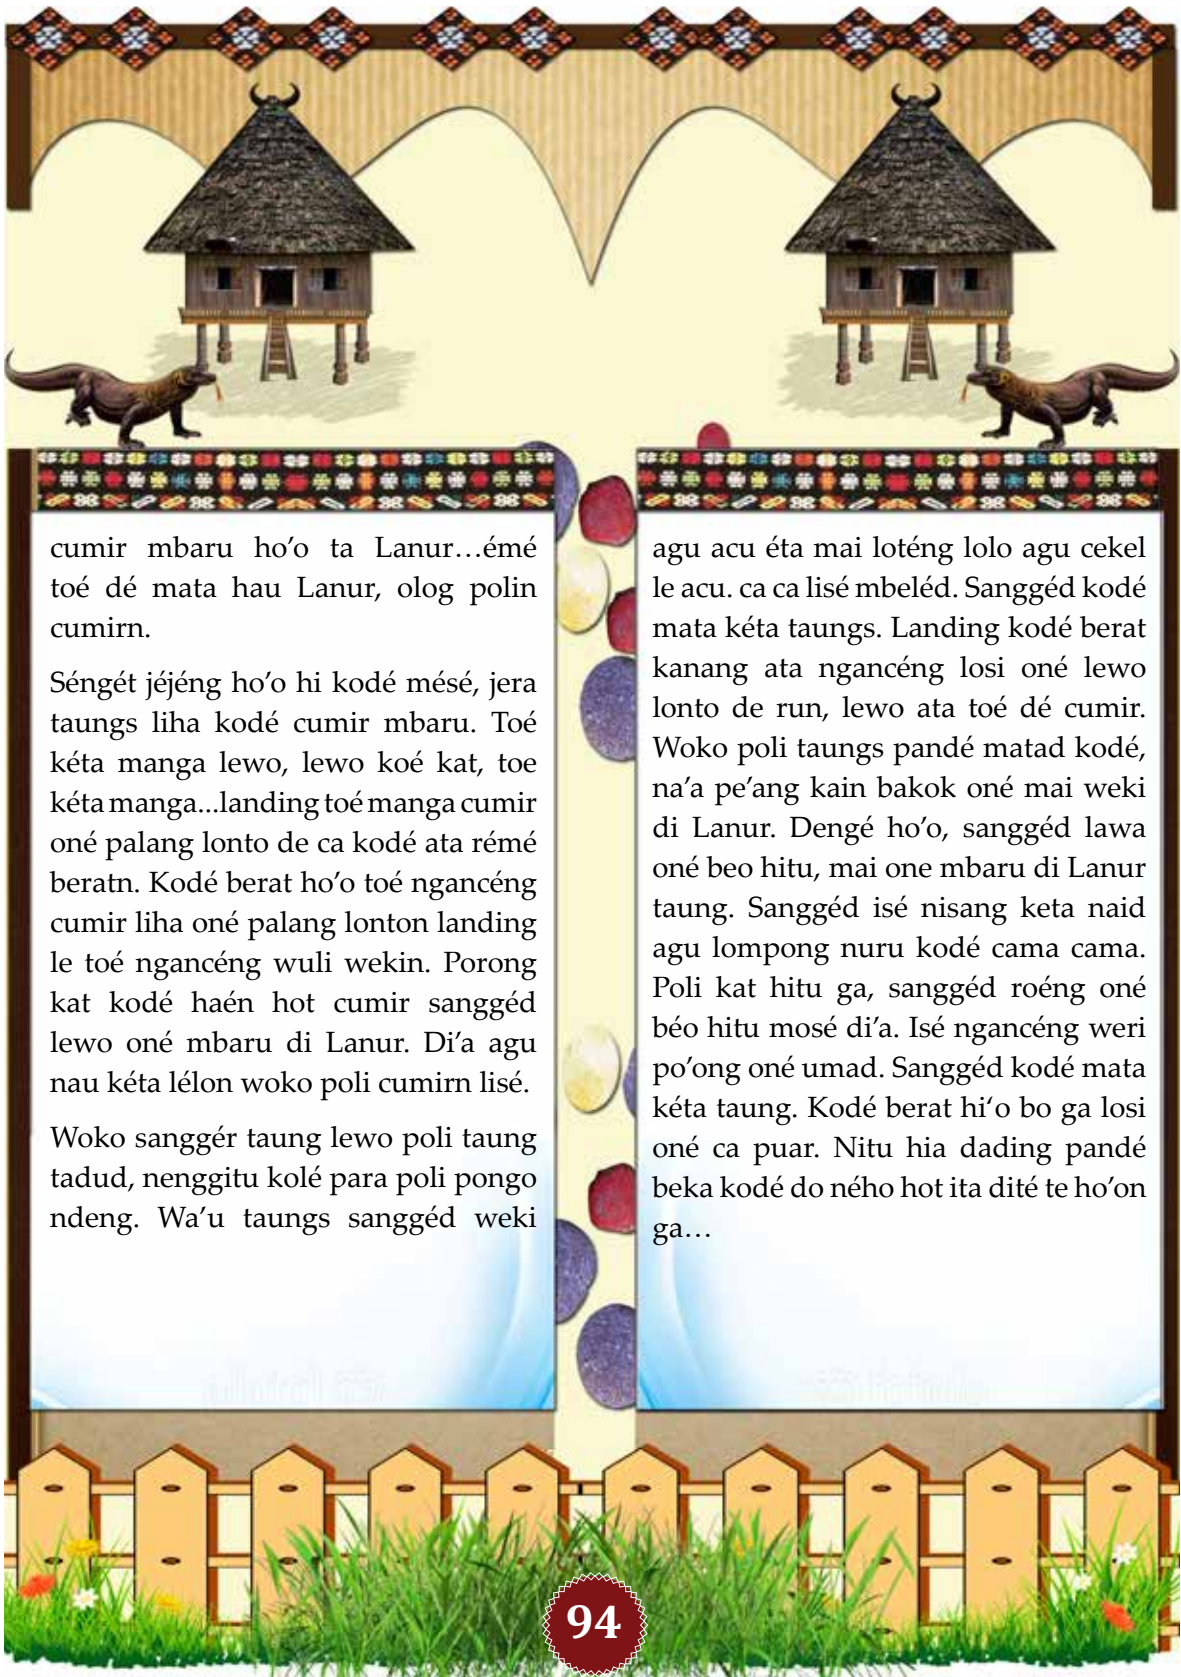 cumir mbaru ho’o ta Lanur…émé
toé dé mata hau Lanur, olog polin
cumirn.
Séngét jéjéng ho’o hi kodé mésé, jera
taungs liha kodé cumir mbaru. Toé
kéta manga lewo, lewo koé kat, toe
kéta manga...landing toé manga cumir
oné palang lonto de ca kodé ata rémé
beratn. Kodé berat ho’o toé ngancéng
cumir liha oné palang lonton landing
le toé ngancéng wuli wekin. Porong
kat kodé haén hot cumir sanggéd
lewo oné mbaru di Lanur. Di’a agu
nau kéta lélon woko poli cumirn lisé.
Woko sanggér taung lewo poli taung
tadud, nenggitu kolé para poli pongo
ndeng. Wa’u taungs sanggéd weki
agu acu éta mai loténg lolo agu cekel
le acu. ca ca lisé mbeléd. Sanggéd kodé
mata kéta taungs. Landing kodé berat
kanang ata ngancéng losi oné lewo
lonto de run, lewo ata toé dé cumir.
Woko poli taungs pandé matad kodé,
na’a pe’ang kain bakok oné mai weki
di Lanur. Dengé ho’o, sanggéd lawa
oné beo hitu, mai one mbaru di Lanur
taung. Sanggéd isé nisang keta naid
agu lompong nuru kodé cama cama.
Poli kat hitu ga, sanggéd roéng oné
béo hitu mosé di’a. Isé ngancéng weri
po’ong oné umad. Sanggéd kodé mata
kéta taung. Kodé berat hi‘o bo ga losi
oné ca puar. Nitu hia dading pandé
beka kodé do ného hot ita dité te ho’on
ga…
94